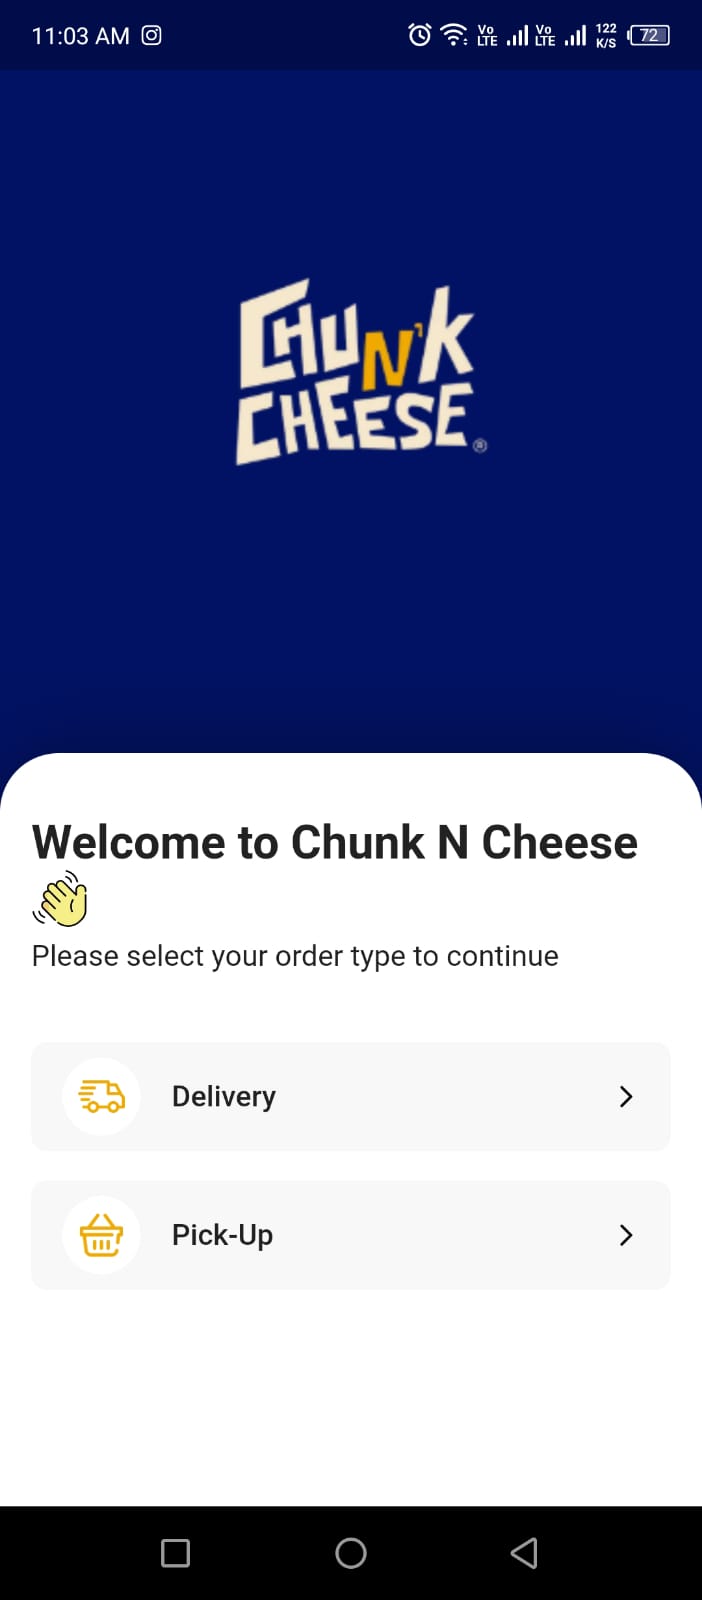 11:03 AM
Vo LTE Vo LTE 122 K/S 72
CHUN'K
CHEESE®
Welcome to Chunk N Cheese
Please select your order type to continue
Delivery
Pick-Up